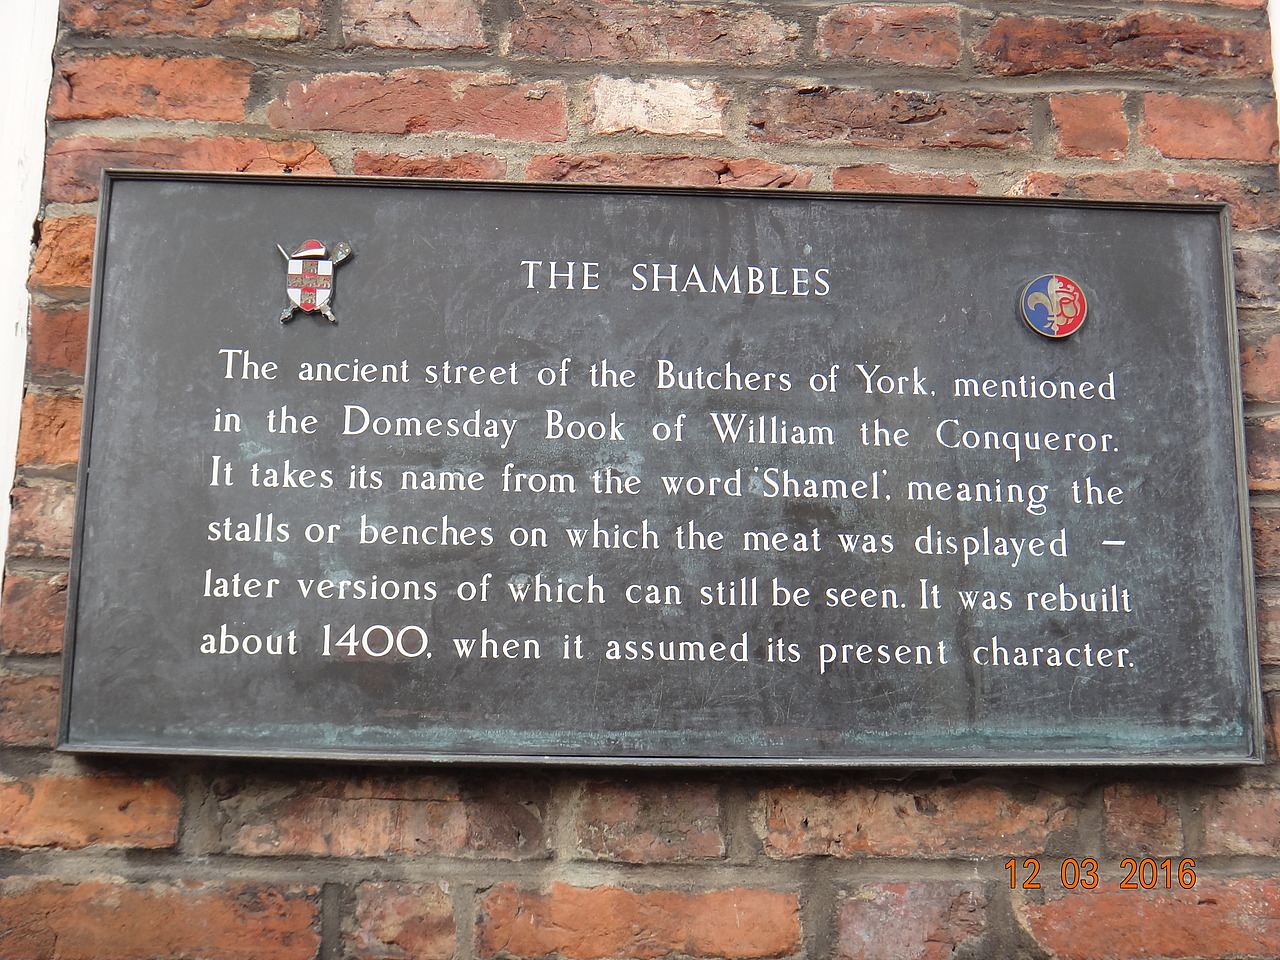 THE SHAMBLES
The ancient street of the Butchers of York, mentioned
in the Domesday Book of William the Conqueror.
It takes its name from the word 'Shamel', meaning the
stalls or benches on which the meat was displayed —
later versions of which can still be seen. It was rebuilt
about 1400, when it assumed its present character.
12 03 2016